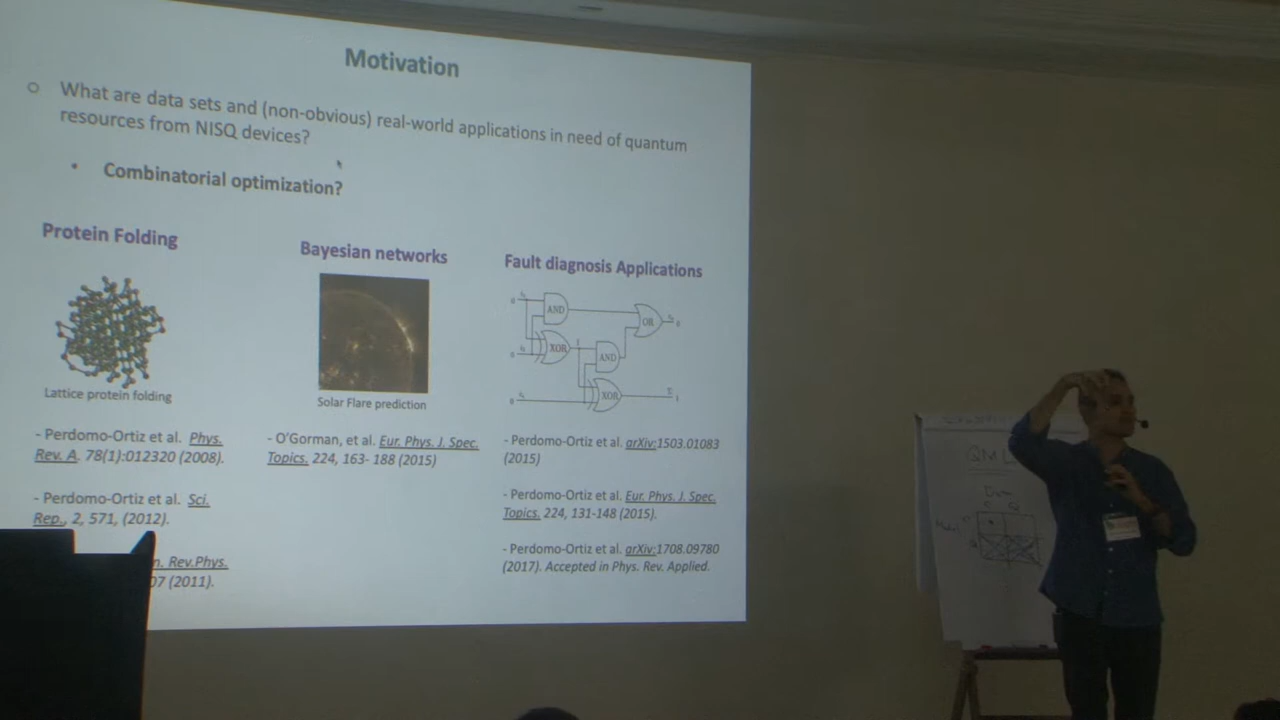 Motivation
What are data sets and (non-obvious) real-world applications in need of quantum
resources from NISQ devices?
Combinatorial optimization?
Protein Folding
Lattice protein folding
- Perdomo-Ortiz et al. Phys.
Rev. A. 78(1):012320 (2008).
- Perdomo-Ortiz et al. Sci.
Rep., 2, 571, (2012).
Rev.Phys.
(2011).
Bayesian networks
Solar Flare prediction
- O'Gorman, et al. Eur. Phys. J. Spec.
Topics. 224, 163- 188 (2015)
Fault diagnosis Applications
AND
OR
XOR
AND
XOR
- Perdomo-Ortiz et al. arXiv:1503.01083
(2015)
- Perdomo-Ortiz et al. Eur. Phys. J. Spec.
Topics. 224, 131-148 (2015).
- Perdomo-Ortiz et al. arXiv:1708.09780
(2017). Accepted in Phys. Rev. Applied.
QML